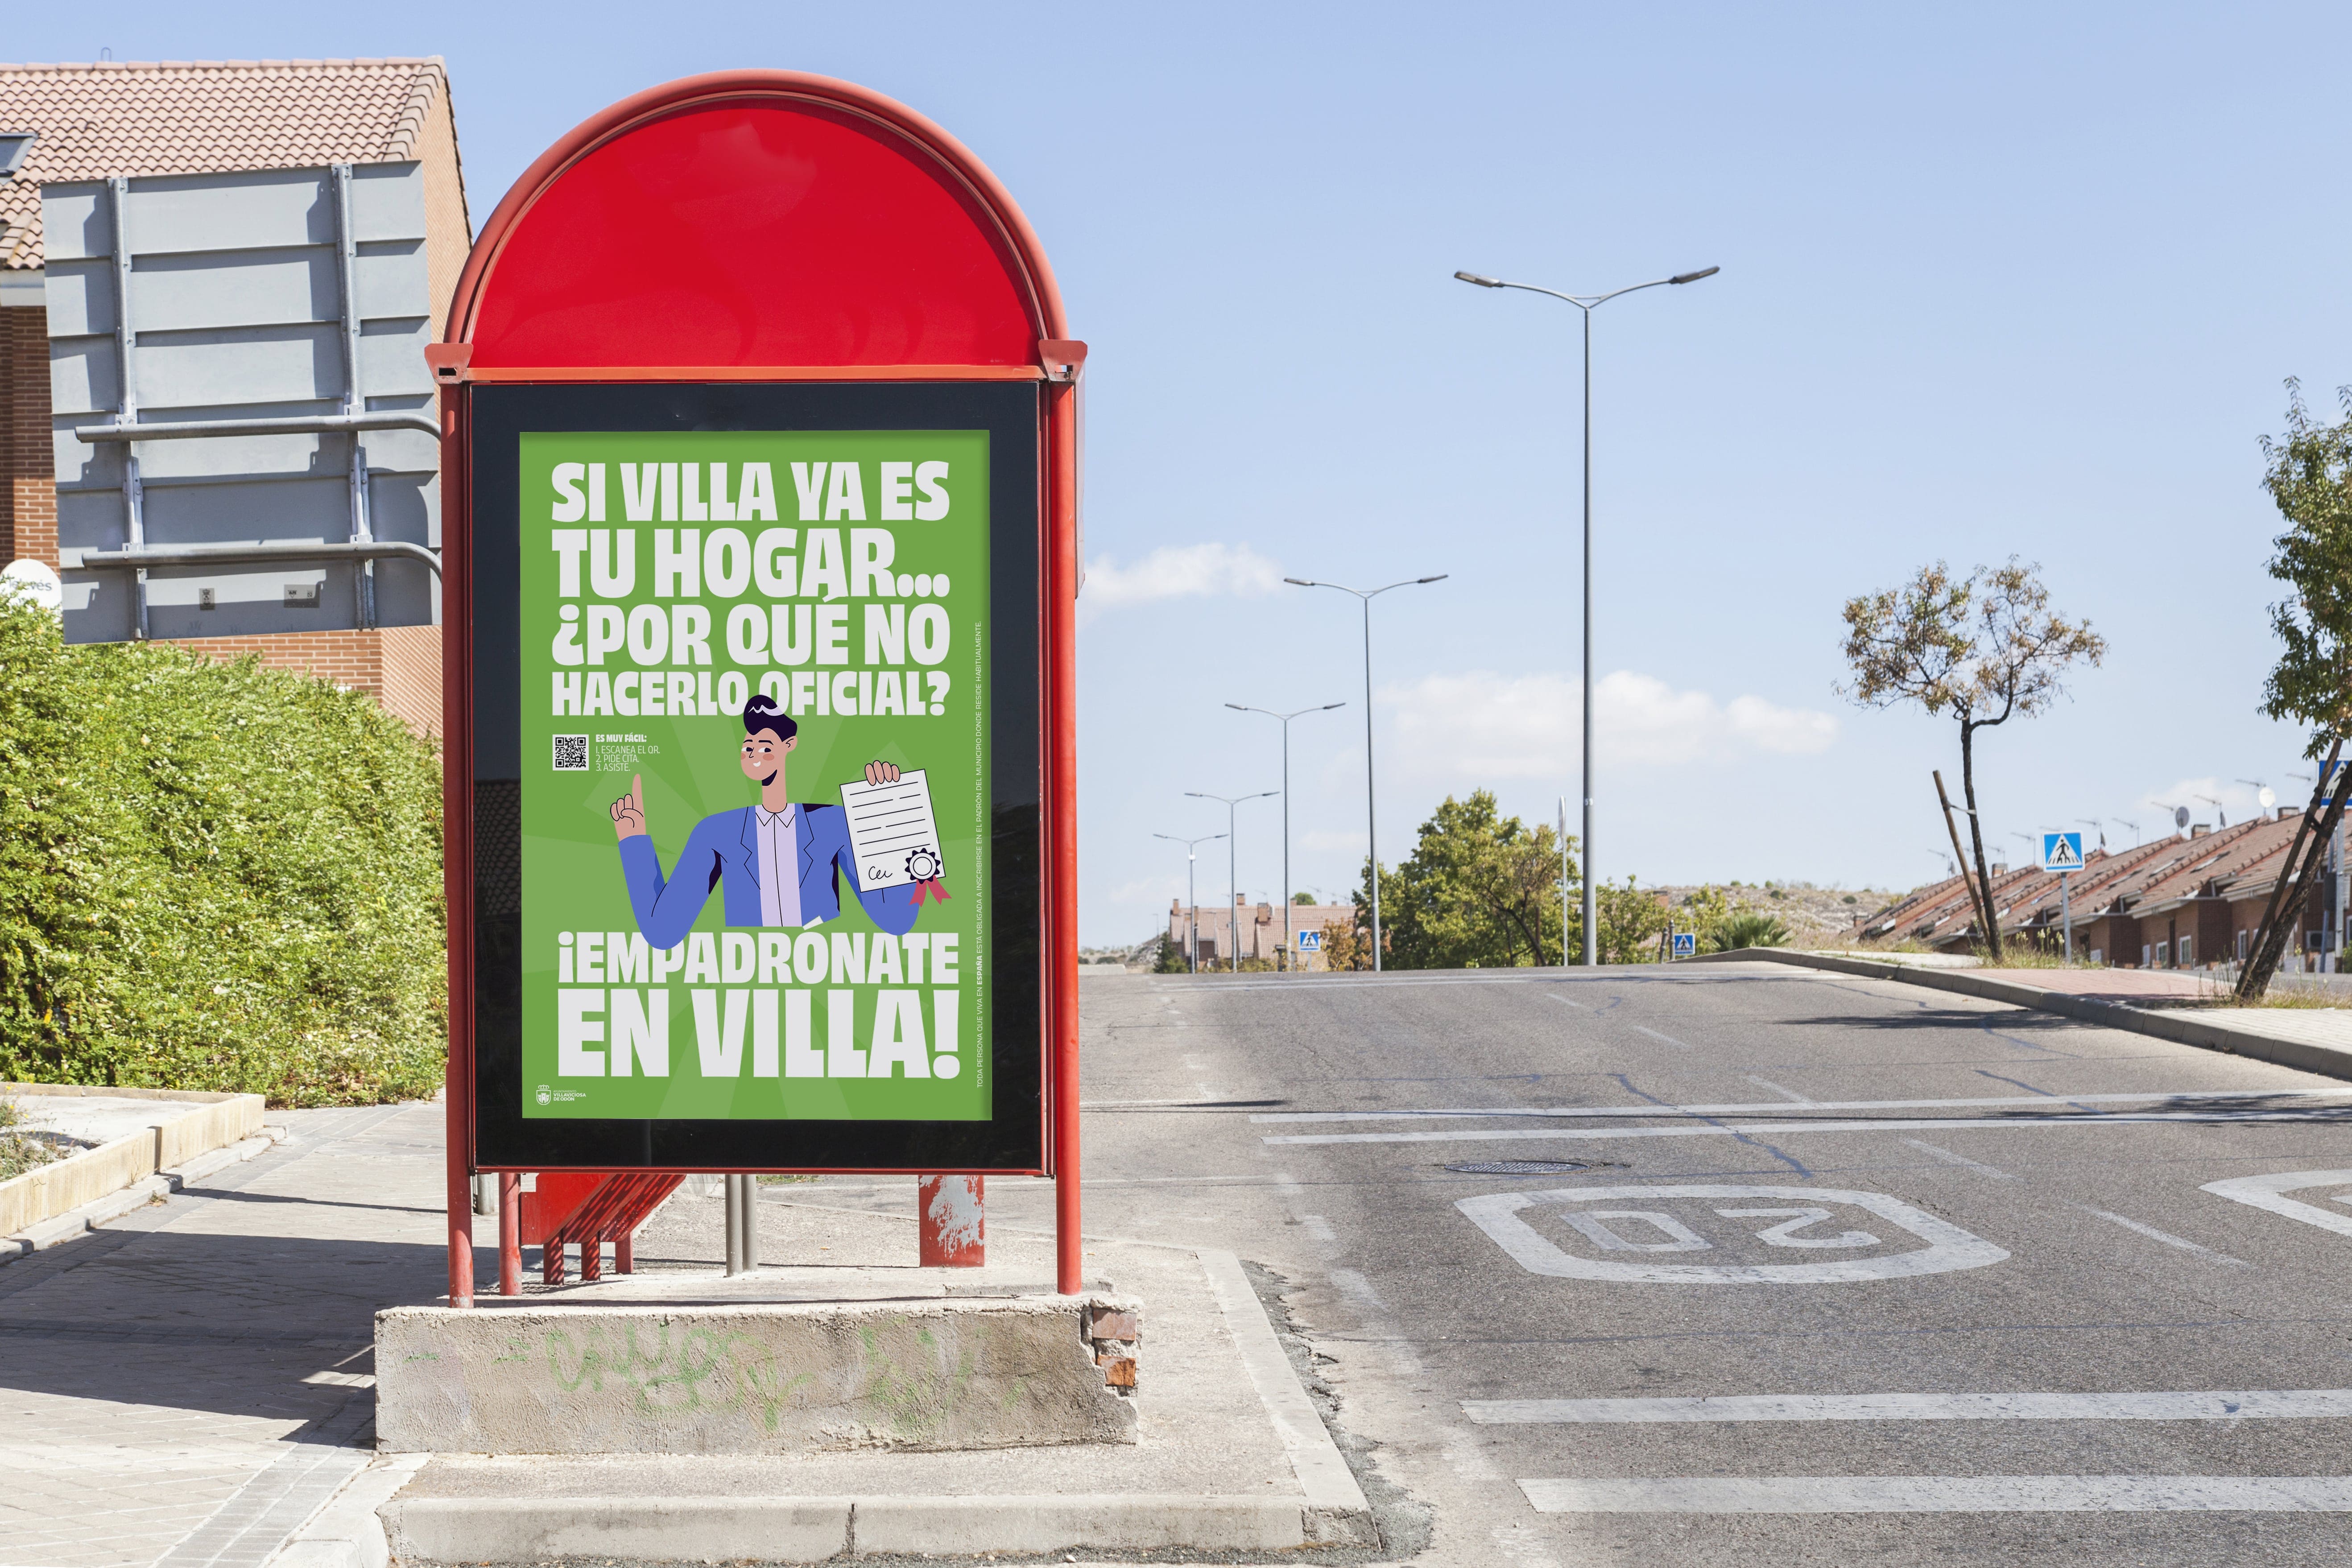 SI VILLA YA ES
TU HOGAR...
¿POR QUÉ NO
HACERLO OFICIAL?
ES MUY FÁCIL:
1. ESCANEA EL QR.
2. PIDE CITA.
3. ASISTE.
¡EMPADRÓNATE
EN VILLA!
TODA PERSONA QUE VIVA EN ESPAÑA ESTÁ OBLIGADA A INSCRIBIRSE EN EL PADRÓN DEL MUNICIPIO DONDE RESIDE HABITUALMENTE.
VILLAVICIOSA
DE ODÓN
20